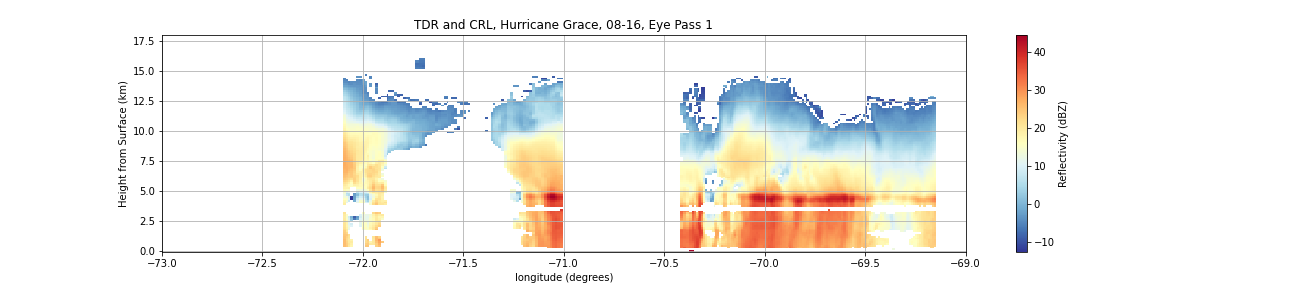 TDR and CRL, Hurricane Grace, 08-16, Eye Pass 1
17.5
15.0
12.5
10.0
7.5
5.0
2.5
0.0
Height from Surface (km)
−73.0 −72.5 −72.0 −71.5 −71.0 −70.5 −70.0 −69.5 −69.0
longitude (degrees)
40
30
20
10
0
−10
Reflectivity (dBZ)